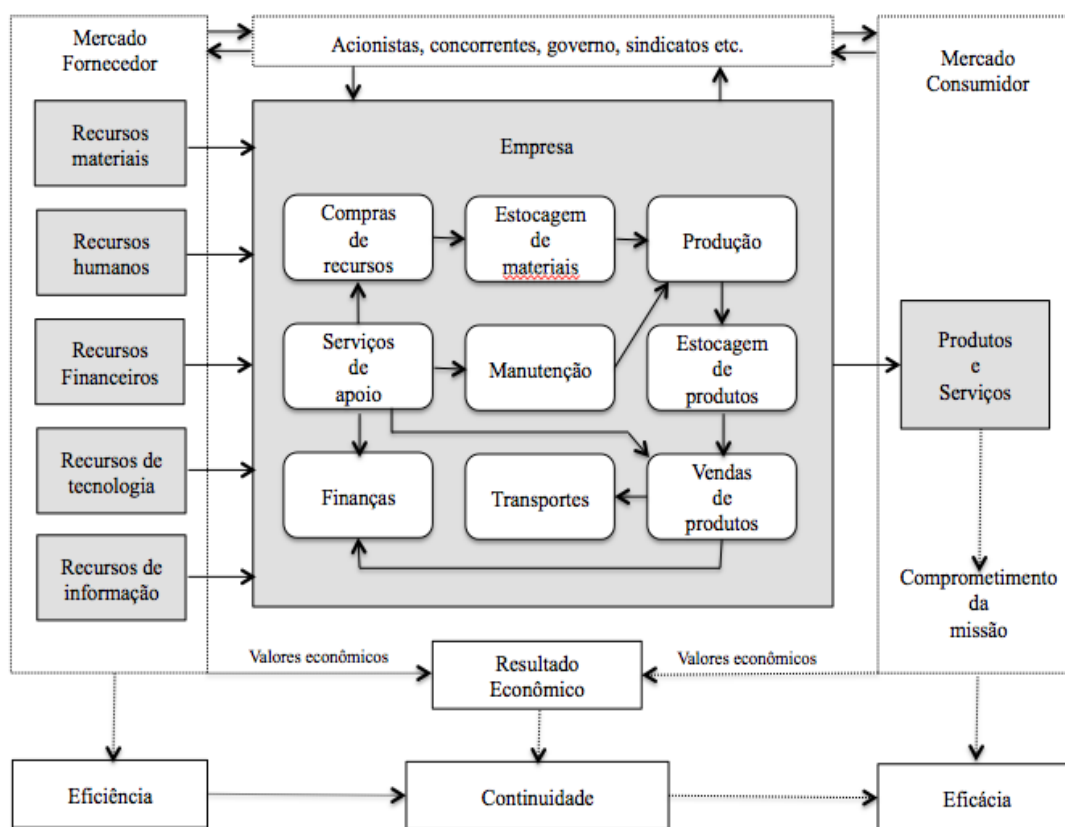 Mercado
Fornecedor
Acionistas, concorrentes, governo, sindicatos etc.
Mercado
Consumidor
Recursos
materiais
Recursos
humanos
Recursos
Financeiros
Recursos de
tecnologia
Recursos de
informação
Empresa
Compras
de
recursos
Estocagem
de
materiais
Produção
Serviços
de
apoio
Manutenção
Estocagem
de
produtos
Finanças
Transportes
Vendas
de
produtos
Produtos
e
Serviços
Comprometimento
da
missão
Valores econômicos
Resultado
Econômico
Valores econômicos
Eficiência
Continuidade
Eficácia